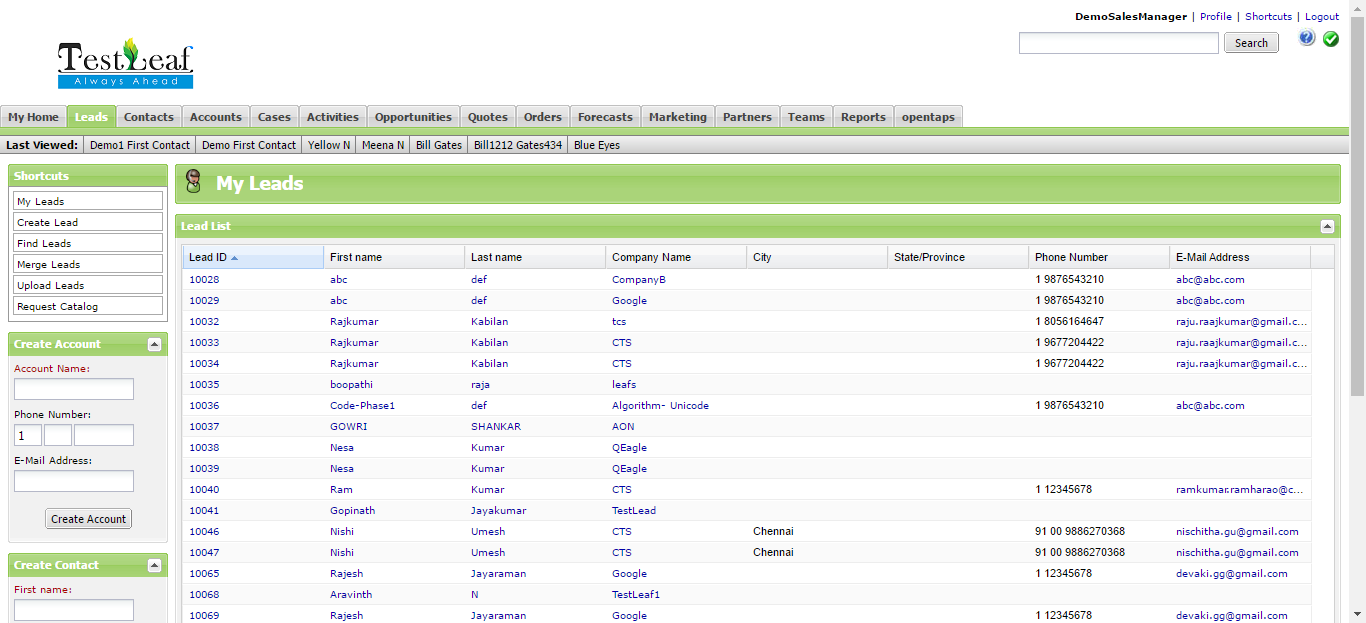 DemoSalesManager | Profile | Shortcuts | Logout
Search
TestLeaf
Always Ahead
My Home Leads Contacts Accounts Cases Activities Opportunities Quotes Orders Forecasts Marketing Partners Teams Reports opentaps
Last Viewed: Demo1 First Contact Demo First Contact Yellow N Meena N Bill Gates Bill1212 Gates434 Blue Eyes
Shortcuts
My Leads
Create Lead
Find Leads
Merge Leads
Upload Leads
Request Catalog
Create Account
Account Name:
Phone Number:
1
E-Mail Address:
Create Account
Create Contact
First name:
My Leads
Lead List
Lead ID First name Last name Company Name City State/Province Phone Number E-Mail Address
10028 abc def CompanyB 1 9876543210 abc@abc.com
10029 abc def Google 1 9876543210 abc@abc.com
10032 Rajkumar Kabilan tcs 1 8056164647 raju.raajkumar@gmail.c...
10033 Rajkumar Kabilan CTS 1 9677204422 raju.raajkumar@gmail.c...
10034 Rajkumar Kabilan CTS 1 9677204422 raju.raajkumar@gmail.c...
10035 boopathi raja leafs
10036 Code-Phase1 def Algorithm- Unicode 1 9876543210 abc@abc.com
10037 GOWRI SHANKAR AON
10038 Nesa Kumar QEagle
10039 Nesa Kumar QEagle
10040 Ram Kumar CTS 1 12345678 ramkumar.ramharao@c...
10041 Gopinath Jayakumar TestLead
10046 Nishi Umesh CTS Chennai 91 00 9886270368 nischitha.gu@gmail.com
10047 Nishi Umesh CTS Chennai 91 00 9886270368 nischitha.gu@gmail.com
10065 Rajesh Jayaraman Google 1 12345678 devaki.gg@gmail.com
10068 Aravinth N TestLeaf1
10069 Rajesh Jayaraman Google 1 12345678 devaki.gg@gmail.com